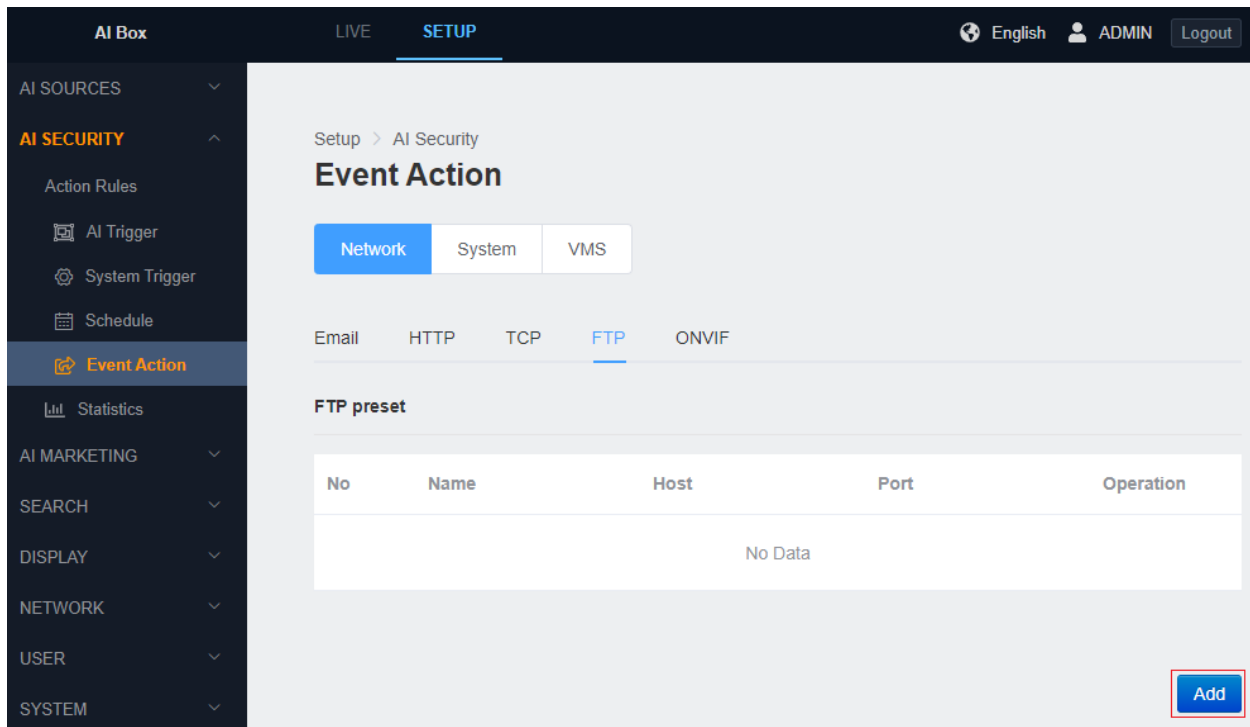 AI Box LIVE SETUP English ADMIN Logout
AI SOURCES
AI SECURITY
Action Rules
AI Trigger
System Trigger
Schedule
Event Action
Statistics
AI MARKETING
SEARCH
DISPLAY
NETWORK
USER
SYSTEM
Setup > AI Security
Event Action
Network System VMS
Email HTTP TCP FTP ONVIF
FTP preset
No Name Host Port Operation
No Data
Add